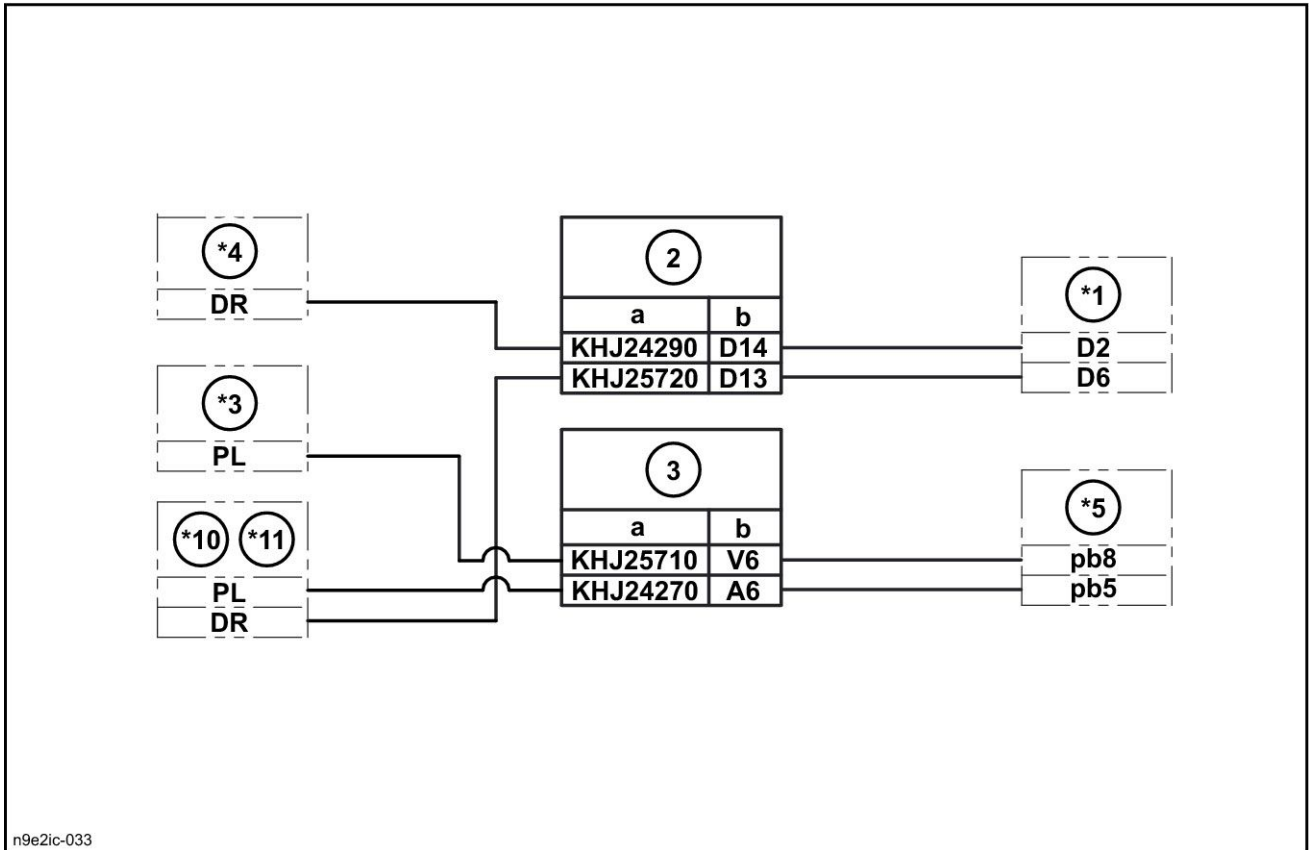 *4
DR
*3
PL
*10 *11
PL
DR
2
a b
KHJ24290 D14
KHJ25720 D13
3
a b
KHJ25710 V6
KHJ24270 A6
*1
D2
D6
*5
pb8
pb5
n9e2ic-033